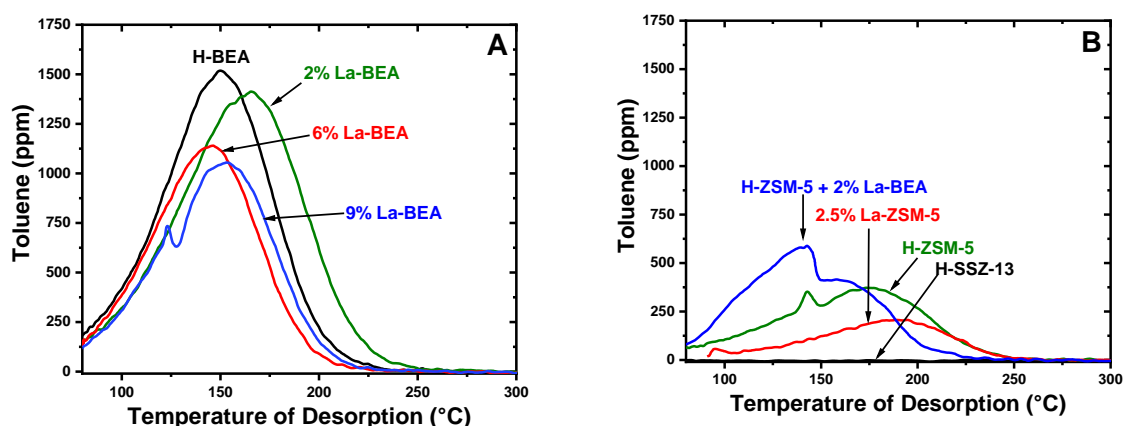 A
H-BEA
2% La-BEA
6% La-BEA
9% La-BEA
Toluene (ppm)
1750
1500
1250
1000
750
500
250
0
100 150 200 250 300
Temperature of Desorption (°C)
B
H-ZSM-5 + 2% La-BEA
2.5% La-ZSM-5
H-ZSM-5
H-SSZ-13
Toluene (ppm)
1750
1500
1250
1000
750
500
250
0
100 150 200 250 300
Temperature of Desorption (°C)